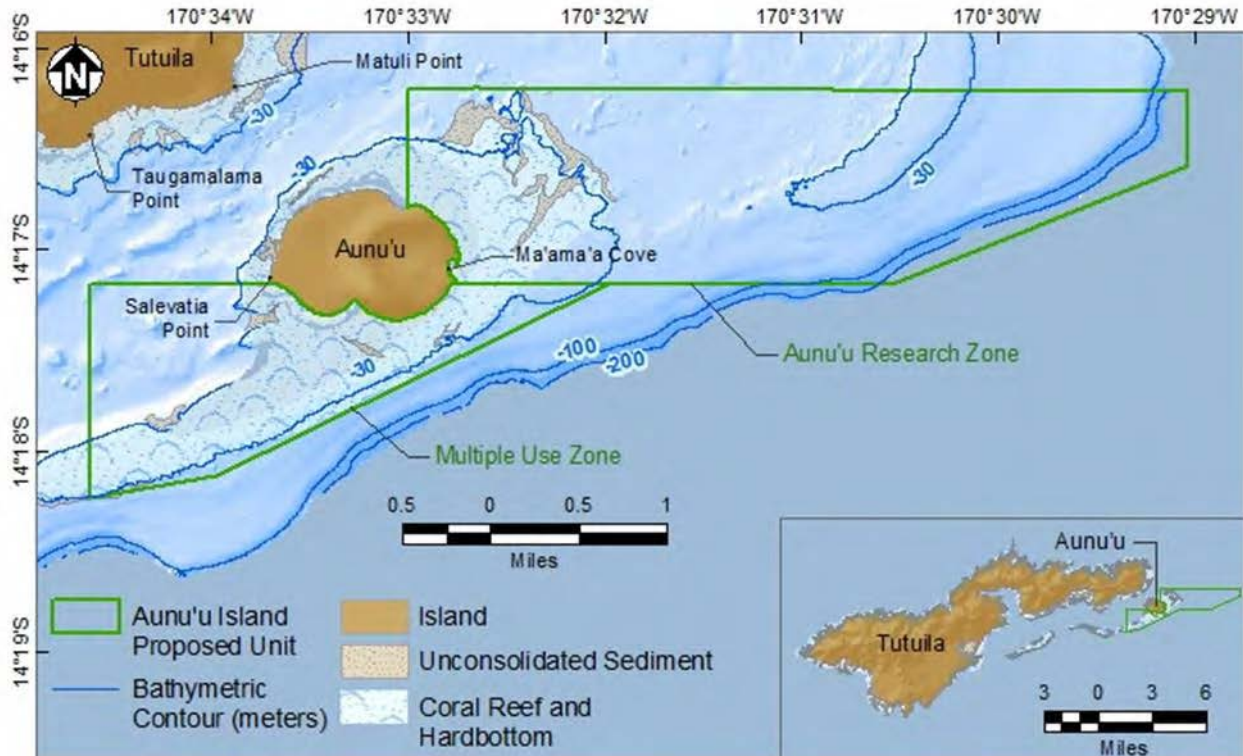 170°34'W 170°33'W 170°32'W 170°31'W 170°30'W 170°29'W
14°16'S
14°17'S
14°18'S
14°19'S
N
Tutuila
Matuli Point
-30
Taugamalama
Point
-30
-30
Aunu'u
Ma'ama'a Cove
Salevatia
Point
-100
-200
-30
Aunu'u Research Zone
Multiple Use Zone
0.5 0 0.5 1
Miles
Aunu'u Island
Proposed Unit
Bathymetric
Contour (meters)
Island
Unconsolidated Sediment
Coral Reef and
Hardbottom
Aunu'u
Tutuila
3 0 3 6
Miles